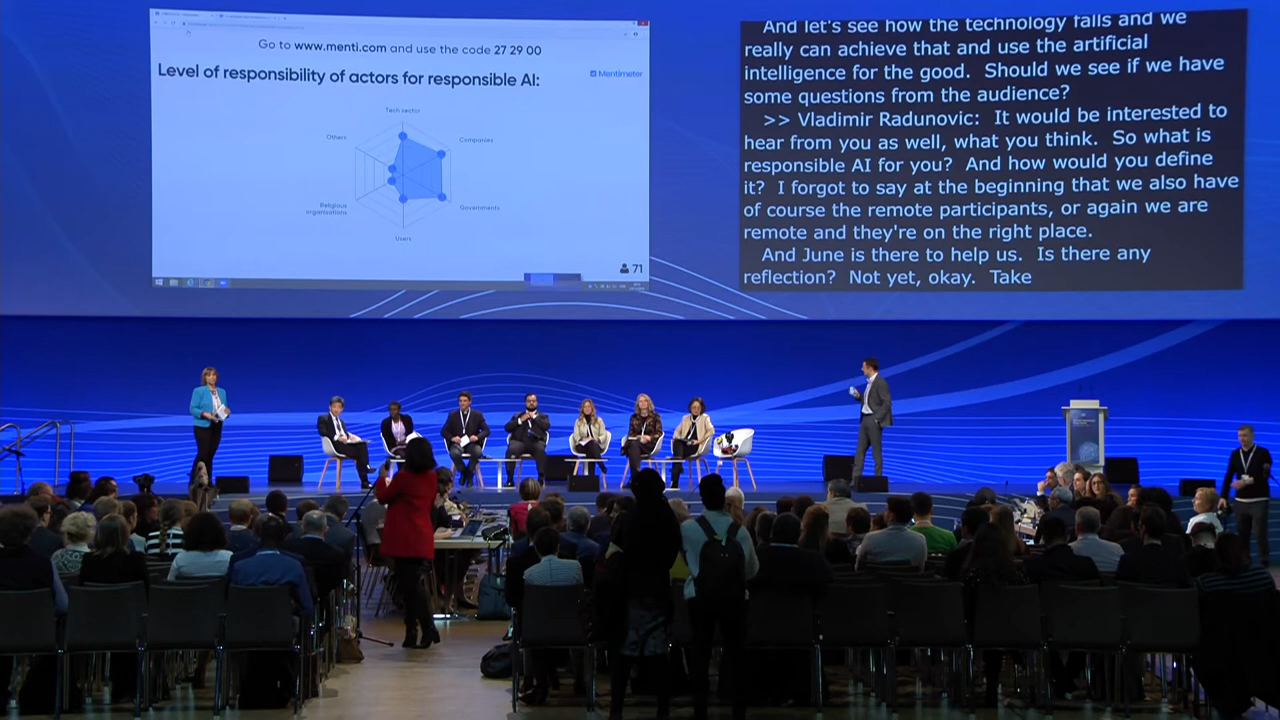 Go to www.menti.com and use the code 27 29 00
Level of responsibility of actors for responsible AI:
Mentimeter
Tech sector
Others
Companies
Religious
organisations
Governments
Users
71
And let's see how the technology falls and we
really can achieve that and use the artificial
intelligence for the good. Should we see if we have
some questions from the audience?
>> Vladimir Radunovic: It would be interested to
hear from you as well, what you think. So what is
responsible AI for you? And how would you define
it? I forgot to say at the beginning that we also have
of course the remote participants, or again we are
remote and they're on the right place.
And June is there to help us. Is there any
reflection? Not yet, okay. Take